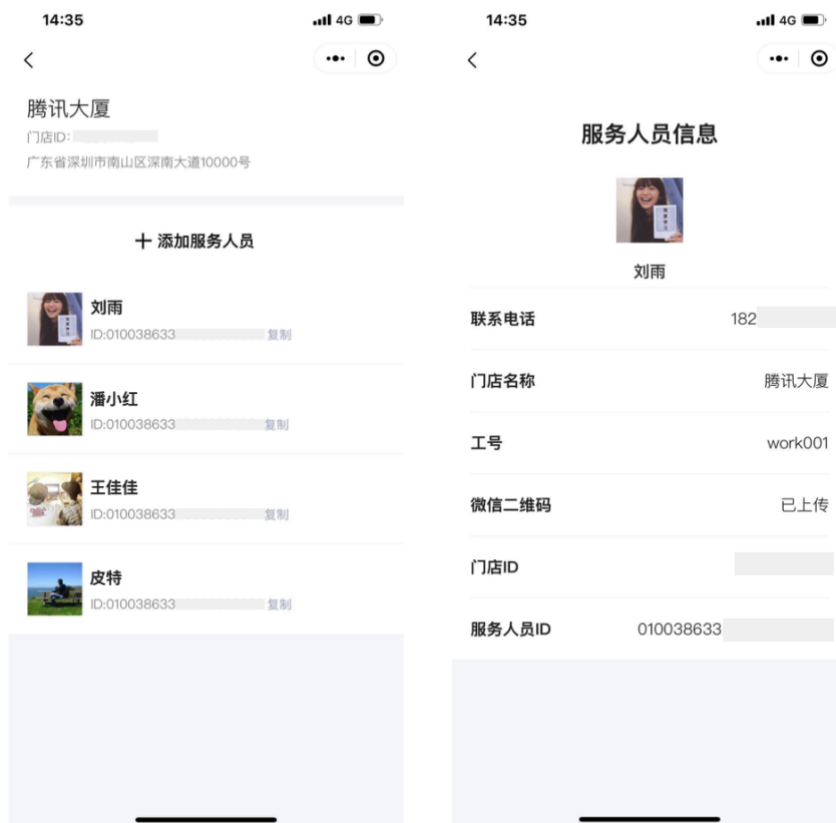 14:35
4G
腾讯大厦
门店ID:
广东省深圳市南山区深南大道10000号
添加服务人员
刘雨
ID:010038633
复制
潘小红
ID:010038633
复制
王佳佳
ID:010038633
复制
皮特
ID:010038633
复制
14:35
4G
服务人员信息
刘雨
联系电话
182
门店名称
腾讯大厦
工号
work001
微信二维码
已上传
门店ID
服务人员ID
010038633